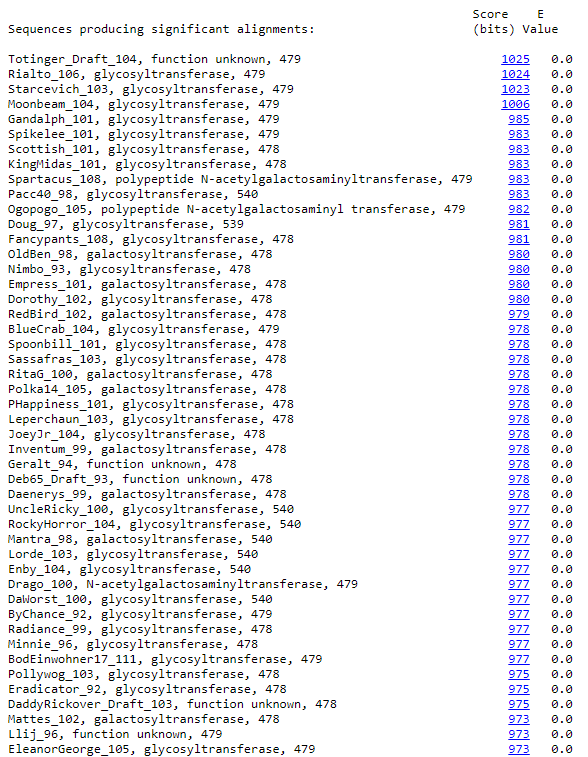 Score E
Sequences producing significant alignments: (bits) Value
Totinger_Draft_104, function unknown, 479 1025 0.0
Rialto_106, glycosyltransferase, 479 1024 0.0
Starcevich_103, glycosyltransferase, 479 1023 0.0
Moonbeam_104, glycosyltransferase, 479 1006 0.0
Gandalph_101, glycosyltransferase, 479 985 0.0
Spikelee_101, glycosyltransferase, 479 983 0.0
Scottish_101, glycosyltransferase, 478 983 0.0
KingMidas_101, glycosyltransferase, 478 983 0.0
Spartacus_108, polypeptide N-acetylgalactosaminyltransferase, 479 983 0.0
Pacc40_98, glycosyltransferase, 540 983 0.0
Ogopogo_105, polypeptide N-acetylgalactosaminyl transferase, 479 982 0.0
Doug_97, glycosyltransferase, 539 981 0.0
Fancypants_108, glycosyltransferase, 478 981 0.0
OldBen_98, galactosyltransferase, 478 980 0.0
Nimbo_93, glycosyltransferase, 478 980 0.0
Empress_101, galactosyltransferase, 478 980 0.0
Dorothy_102, glycosyltransferase, 478 980 0.0
RedBird_102, galactosyltransferase, 478 979 0.0
BlueCrab_104, glycosyltransferase, 479 978 0.0
Spoonbill_101, glycosyltransferase, 478 978 0.0
Sassafras_103, glycosyltransferase, 478 978 0.0
RitaG_100, galactosyltransferase, 478 978 0.0
Polka14_105, galactosyltransferase, 478 978 0.0
PHappiness_101, glycosyltransferase, 478 978 0.0
Leperchaun_103, glycosyltransferase, 478 978 0.0
JoeyJr_104, glycosyltransferase, 478 978 0.0
Inventum_99, galactosyltransferase, 478 978 0.0
Geralt_94, function unknown, 478 978 0.0
Deb65_Draft_93, function unknown, 478 978 0.0
Daenerys_99, galactosyltransferase, 478 978 0.0
UncleRicky_100, glycosyltransferase, 540 977 0.0
RockyHorror_104, glycosyltransferase, 540 977 0.0
Mantra_98, galactosyltransferase, 540 977 0.0
Lorde_103, glycosyltransferase, 540 977 0.0
Enby_104, glycosyltransferase, 540 977 0.0
Drago_100, N-acetylgalactosaminyltransferase, 479 977 0.0
DaWorst_100, glycosyltransferase, 540 977 0.0
ByChance_92, glycosyltransferase, 479 977 0.0
Radiance_99, glycosyltransferase, 478 977 0.0
Minnie_96, glycosyltransferase, 478 977 0.0
BodEinwohner17_111, glycosyltransferase, 479 977 0.0
Pollywog_103, glycosyltransferase, 478 975 0.0
Eradicator_92, glycosyltransferase, 478 975 0.0
DaddyRickover_Draft_103, function unknown, 478 975 0.0
Mattes_102, galactosyltransferase, 478 973 0.0
Llij_96, function unknown, 479 973 0.0
EleanorGeorge_105, glycosyltransferase, 479 973 0.0